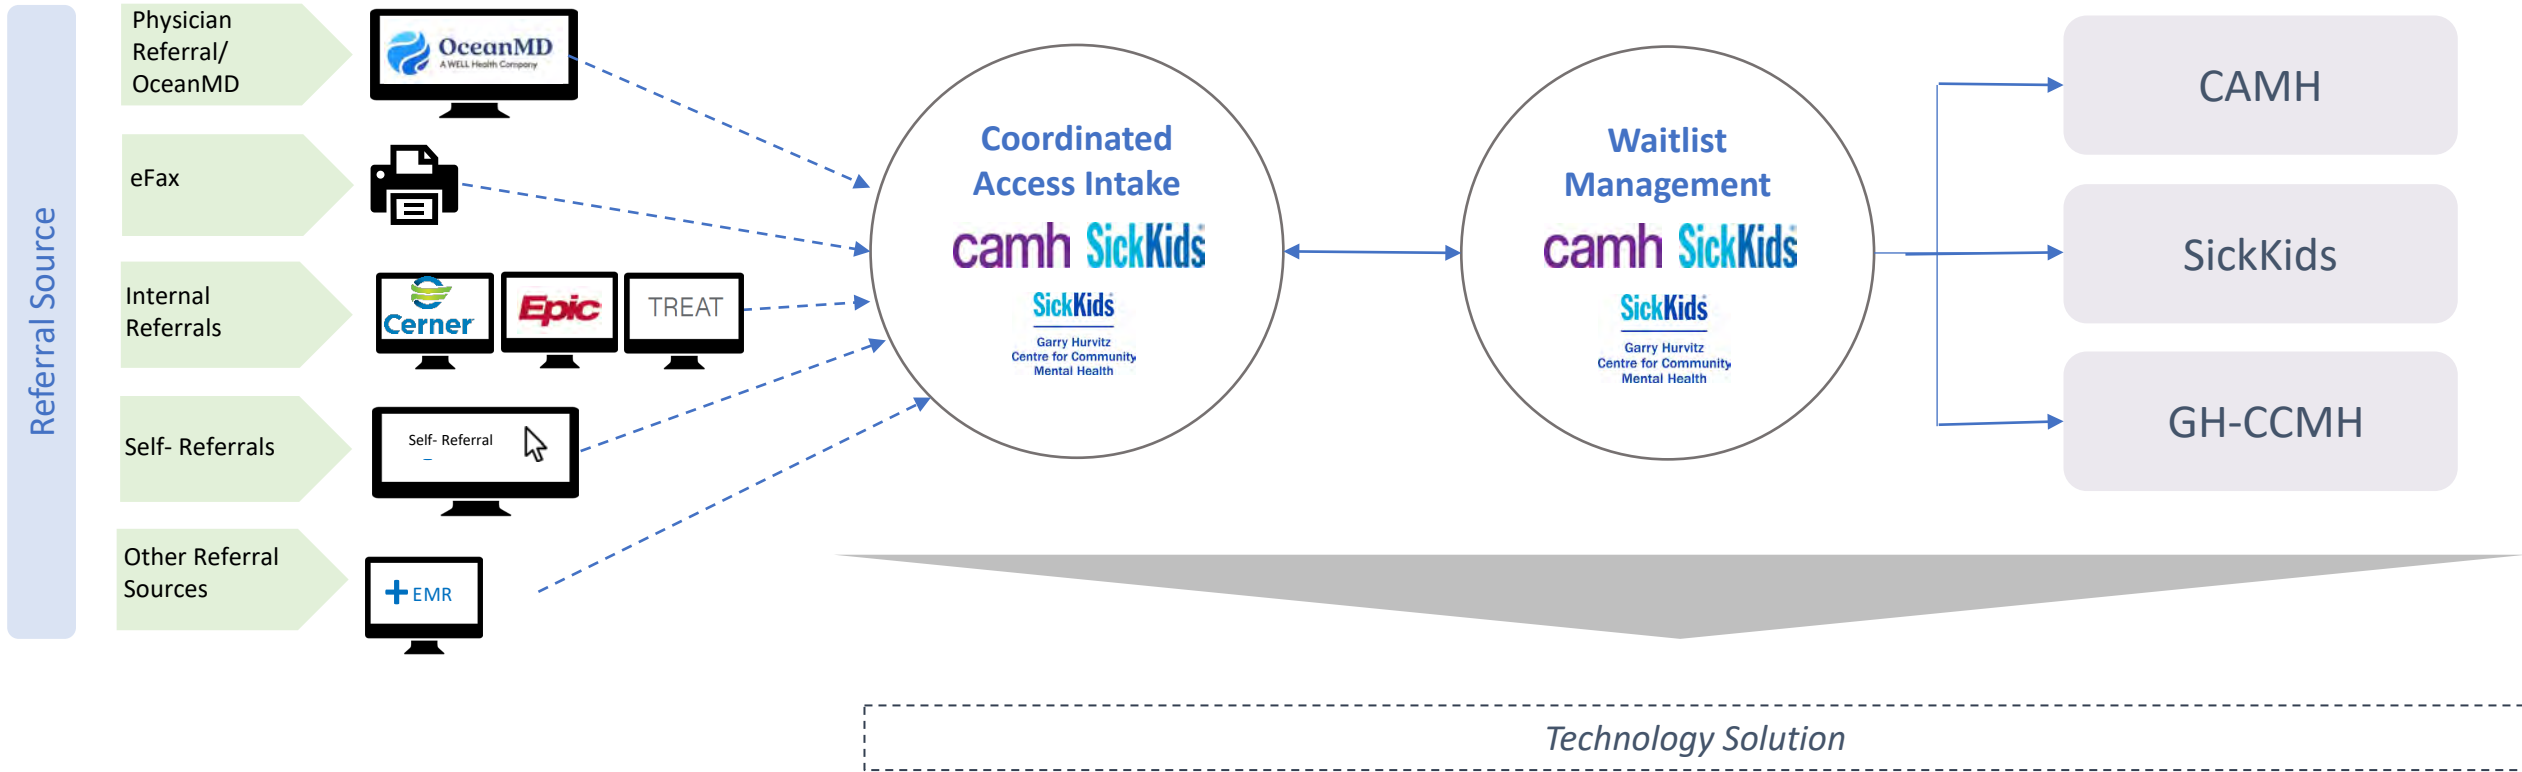 Referral Source
Physician
Referral/
OceanMD
OceanMD
A WELL Health Company
eFax
Internal
Referrals
Cerner
Epic
TREAT
Self- Referrals
Self- Referral
Other Referral
Sources
EMR
Coordinated
Access Intake
camh SickKids
SickKids
Garry Hurvitz
Centre for Community
Mental Health
Waitlist
Management
camh SickKids
SickKids
Garry Hurvitz
Centre for Community
Mental Health
CAMH
SickKids
GH-CCMH
Technology Solution